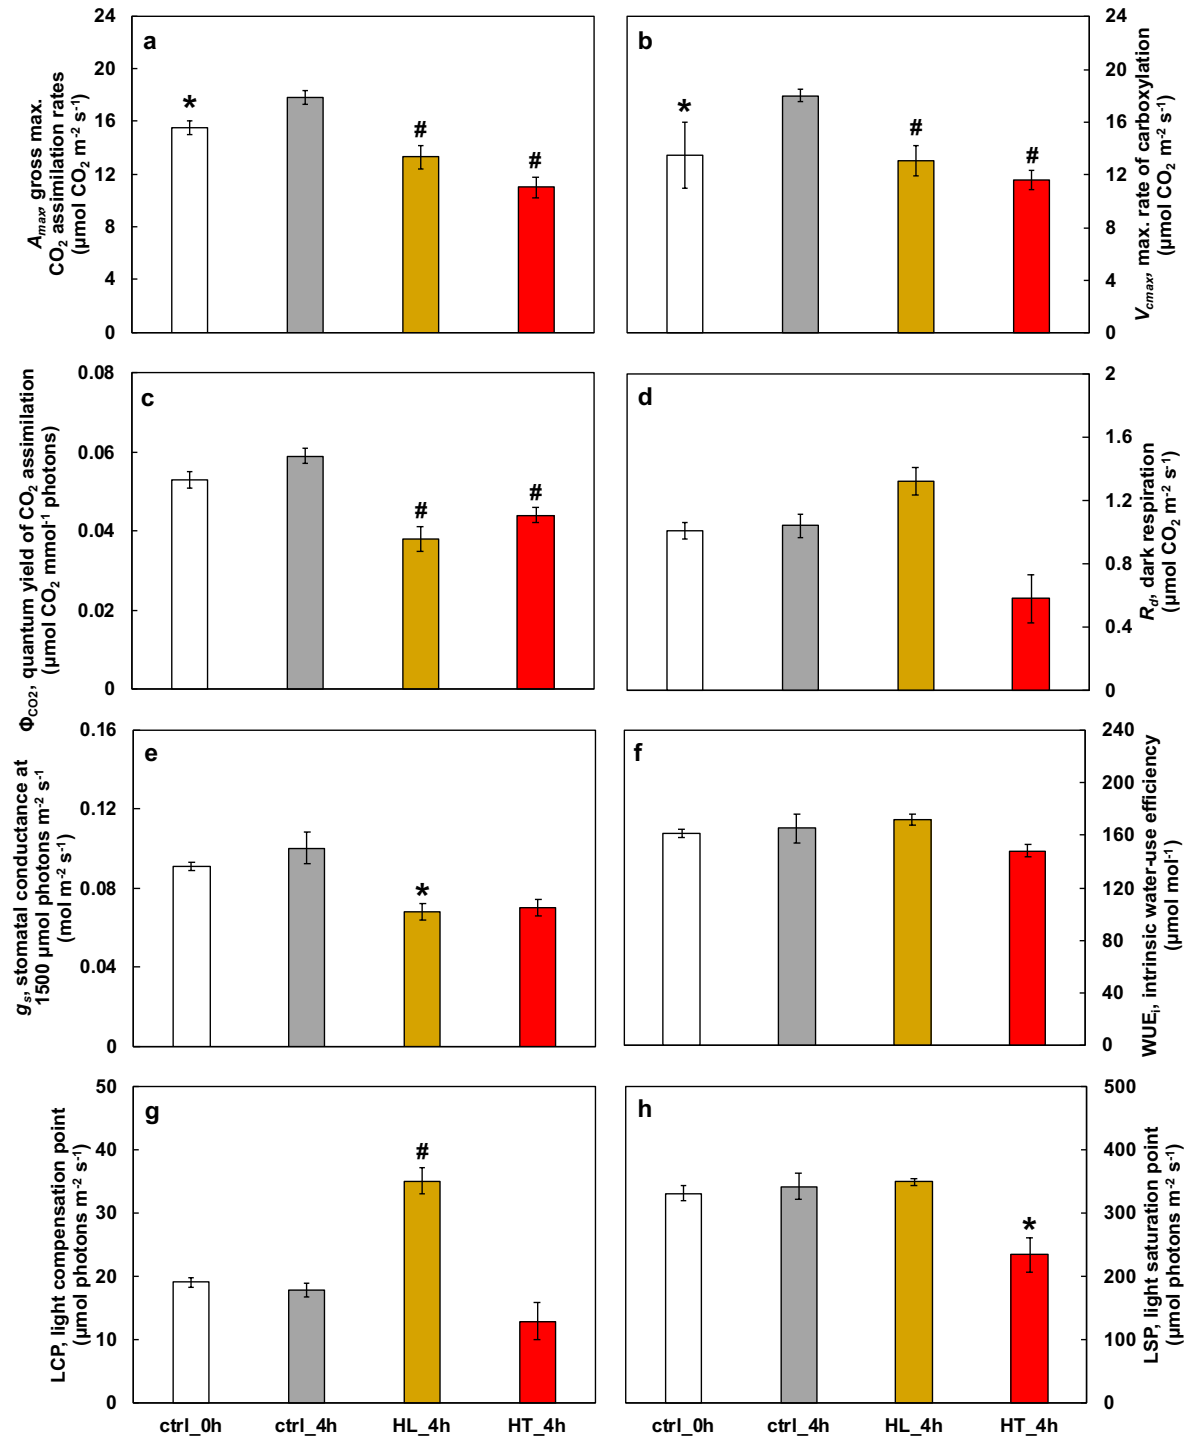 A_max, gross max.
CO2 assimilation rates
(µmol CO2 m-2 s-1)
24
20
16
12
8
4
0
a
*
#
#
b
*
#
#
24
20
16
12
8
4
0
V_cmax, max. rate of carboxylation
(µmol CO2 m-2 s-1)
Φ_CO2, quantum yield of CO2 assimilation
(µmol CO2 mmol-1 photons)
0.08
0.06
0.04
0.02
0
c
#
#
d
2
1.6
1.2
0.8
0.4
0
R_d, dark respiration
(µmol CO2 m-2 s-1)
g_s, stomatal conductance at
1500 µmol photons m-2 s-1
(mol m-2 s-1)
0.16
0.12
0.08
0.04
0
e
*
f
240
200
160
120
80
40
0
WUE_i, intrinsic water-use efficiency
(µmol mol-1)
LCP, light compensation point
(µmol photons m-2 s-1)
50
40
30
20
10
0
g
#
h
*
500
400
300
200
100
0
LSP, light saturation point
(µmol photons m-2 s-1)
ctrl_0h ctrl_4h HL_4h HT_4h
ctrl_0h ctrl_4h HL_4h HT_4h